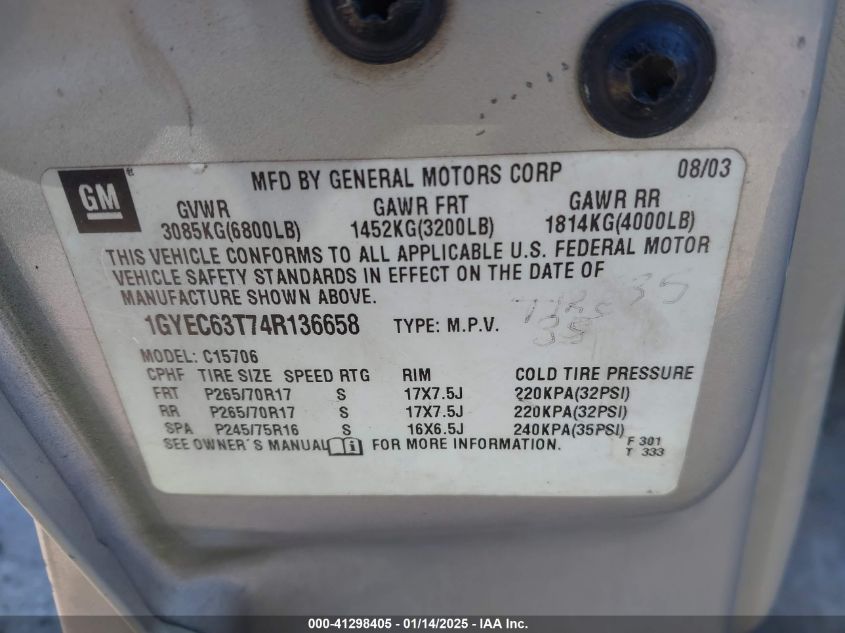 GM
MFD BY GENERAL MOTORS CORP 08/03
GVWR GAWR FRT GAWR RR
3085KG(6800LB) 1452KG(3200LB) 1814KG(4000LB)
THIS VEHICLE CONFORMS TO ALL APPLICABLE U.S. FEDERAL MOTOR
VEHICLE SAFETY STANDARDS IN EFFECT ON THE DATE OF
MANUFACTURE SHOWN ABOVE.
1GYEC63T74R136658 TYPE: M.P.V.
35
35
MODEL: C15706
CPHF TIRE SIZE SPEED RTG RIM COLD TIRE PRESSURE
FRT P265/70R17 S 17X7.5J 220KPA(32PSI)
RR P265/70R17 S 17X7.5J 220KPA(32PSI)
SPA P245/75R16 S 16X6.5J 240KPA(35PSI)
SEE OWNER'S MANUAL FOR MORE INFORMATION.
F 301
T 333
000-41298405 / 01/14/2025 - IAA Inc.